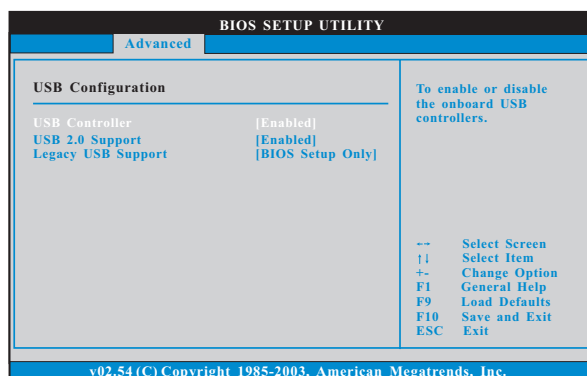 BIOS SETUP UTILITY
Advanced
USB Configuration
USB Controller [Enabled]
USB 2.0 Support [Enabled]
Legacy USB Support [BIOS Setup Only]
To enable or disable
the onboard USB
controllers.
←→ Select Screen
↑↓ Select Item
+- Change Option
F1 General Help
F9 Load Defaults
F10 Save and Exit
ESC Exit
v02.54 (C) Copyright 1985-2003, American Megatrends, Inc.